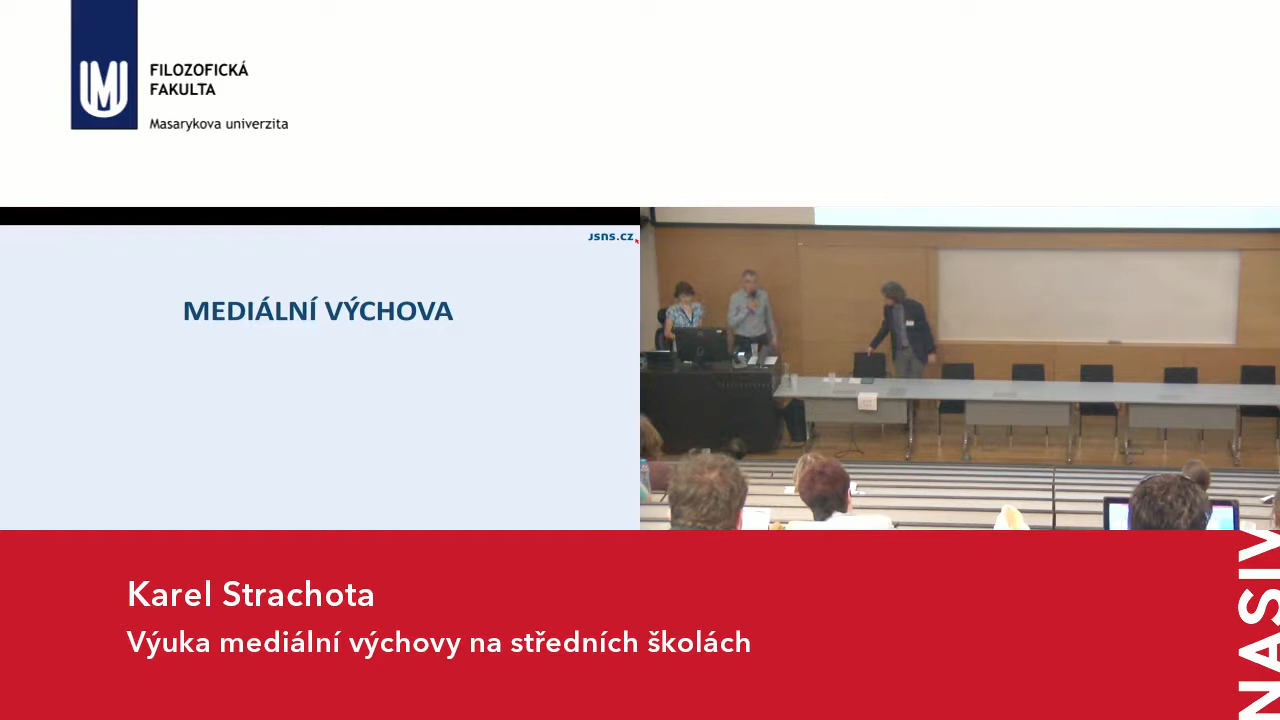 FILOZOFICKÁ
FAKULTA
Masarykova univerzita
jsns.cz
MEDIÁLNÍ VÝCHOVA
Karel Strachota
Výuka mediální výchovy na středních školách
NASIV